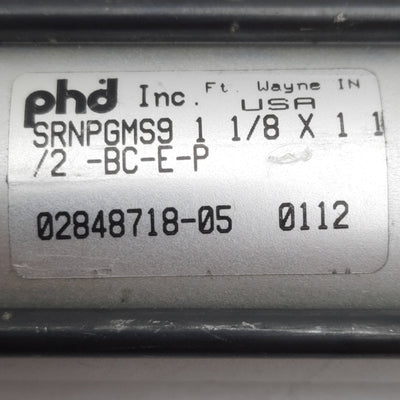 phd Inc. Ft. Wayne IN
USA
SRNPGMS9 1 1/8 X 1 1
/2 -BC-E-P
02848718-05 0112